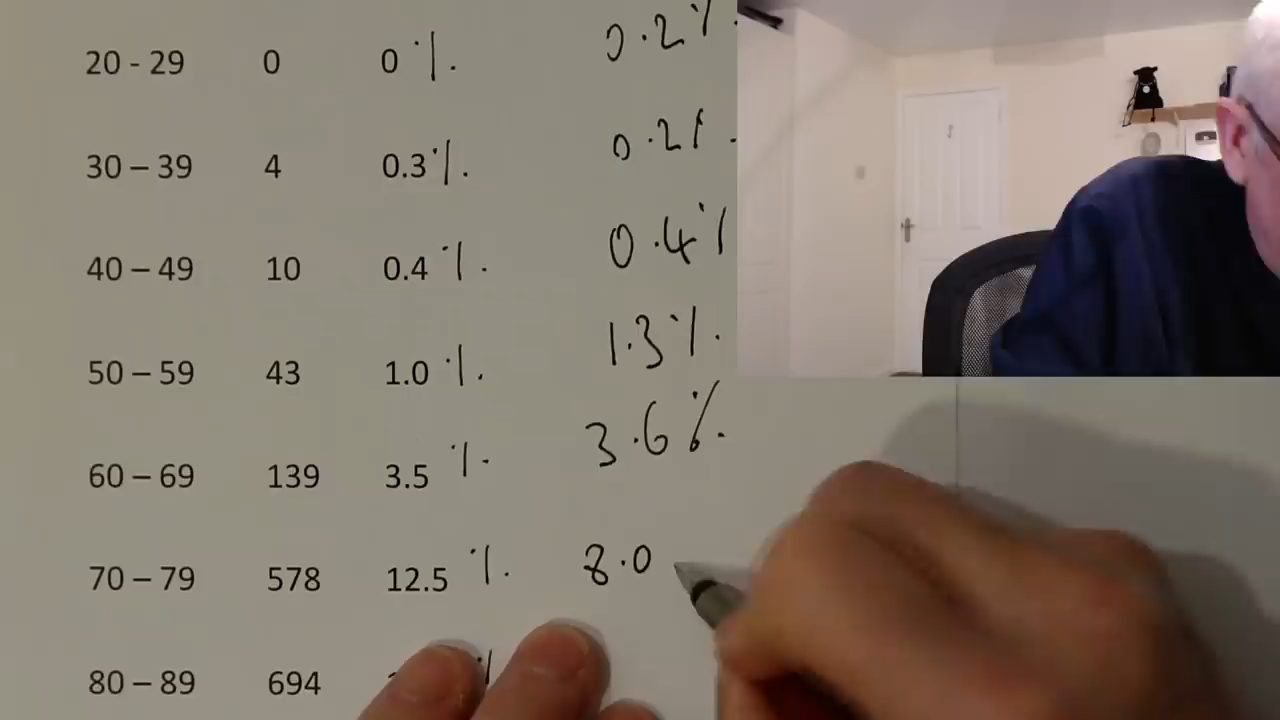 20 - 29 0 0 %. 0.2%.
30 – 39 4 0.3 %. 0.2%.
40 – 49 10 0.4 %. 0.4%
50 – 59 43 1.0 %. 1.3%.
60 – 69 139 3.5 %. 3.6%.
70 – 79 578 12.5 %. 8.0
80 – 89 694 %